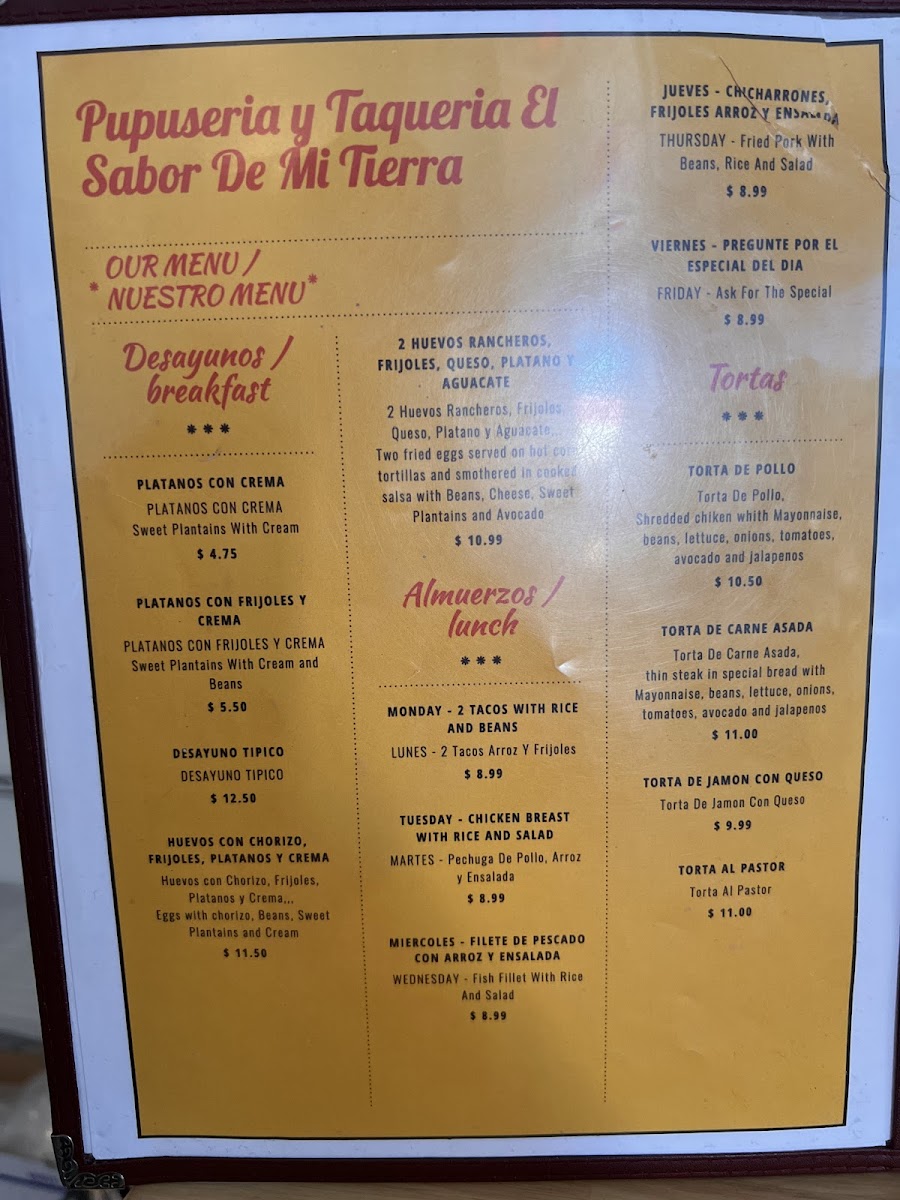 Pupuseria y Taqueria El
Sabor De Mi Tierra
OUR MENU /
* NUESTRO MENU *
Desayunos /
breakfast
***
PLATANOS CON CREMA
PLATANOS CON CREMA
Sweet Plantains With Cream
$ 4.75
PLATANOS CON FRIJOLES Y
CREMA
PLATANOS CON FRIJOLES Y CREMA
Sweet Plantains With Cream and
Beans
$ 5.50
DESAYUNO TIPICO
DESAYUNO TIPICO
$ 12.50
HUEVOS CON CHORIZO,
FRIJOLES, PLATANOS Y CREMA
Huevos con Chorizo, Frijoles,
Platanos y Crema,,,
Eggs with chorizo, Beans, Sweet
Plantains and Cream
$ 11.50
2 HUEVOS RANCHEROS,
FRIJOLES, QUESO, PLATANO Y
AGUACATE
2 Huevos Rancheros, Frijoles,
Queso, Platano y Aguacate,,,
Two fried eggs served on hot corn
tortillas and smothered in cooked
salsa with Beans, Cheese, Sweet
Plantains and Avocado
$ 10.99
Almuerzos /
lunch
***
MONDAY - 2 TACOS WITH RICE
AND BEANS
LUNES - 2 Tacos Arroz Y Frijoles
$ 8.99
TUESDAY - CHICKEN BREAST
WITH RICE AND SALAD
MARTES - Pechuga De Pollo, Arroz
y Ensalada
$ 8.99
MIERCOLES - FILETE DE PESCADO
CON ARROZ Y ENSALADA
WEDNESDAY - Fish Fillet With Rice
And Salad
$ 8.99
JUEVES - CHICHARRONES,
FRIJOLES ARROZ Y ENSALADA
THURSDAY - Fried Pork With
Beans, Rice And Salad
$ 8.99
VIERNES - PREGUNTE POR EL
ESPECIAL DEL DIA
FRIDAY - Ask For The Special
$ 8.99
Tortas
***
TORTA DE POLLO
Torta De Pollo,
Shredded chiken whith Mayonnaise,
beans, lettuce, onions, tomatoes,
avocado and jalapenos
$ 10.50
TORTA DE CARNE ASADA
Torta De Carne Asada,
thin steak in special bread with
Mayonnaise, beans, lettuce, onions,
tomatoes, avocado and jalapenos
$ 11.00
TORTA DE JAMON CON QUESO
Torta De Jamon Con Queso
$ 9.99
TORTA AL PASTOR
Torta Al Pastor
$ 11.00